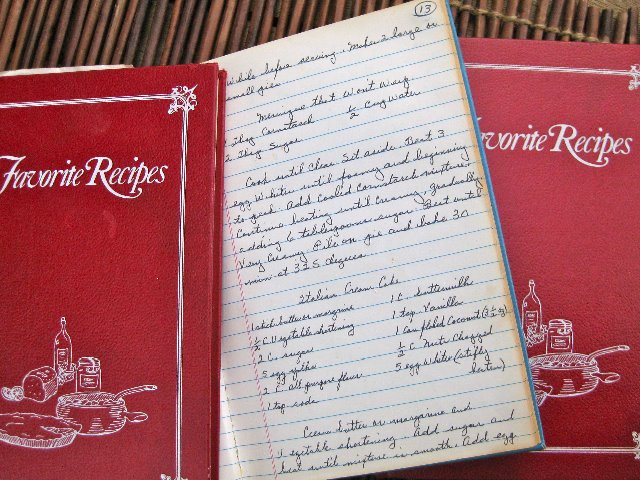 Favorite Recipes
13
while before serving. Makes 2 large or
small pies
Meringue that Won't Weep
1 Tbsp Cornstarch ½ Cup Water
2 Tbsp Sugar
Cook until Clear. Set aside. Beat 3
egg whites until foamy and beginning
to peak. Add Cooled Cornstarch mixture.
Continue beating until Creamy, gradually
adding 6 tablespoons sugar. Beat until
Very Creamy. Pile on pie and bake 30
min at 325 degrees
Italian Cream Cake
1 stick butter or margarine 1 C. buttermilk
½ C. Vegetable shortening 1 tsp. Vanilla
2 C. sugar 1 Can flaked Coconut (3½ oz)
5 egg yolks ½ C. Nuts Chopped
2 C. all purpose flour 5 egg whites (stiffly
1 tsp soda beaten)
Cream butter or margarine and
vegetable shortening. Add sugar and
beat until mixture is smooth. Add egg
Favorite Recipes